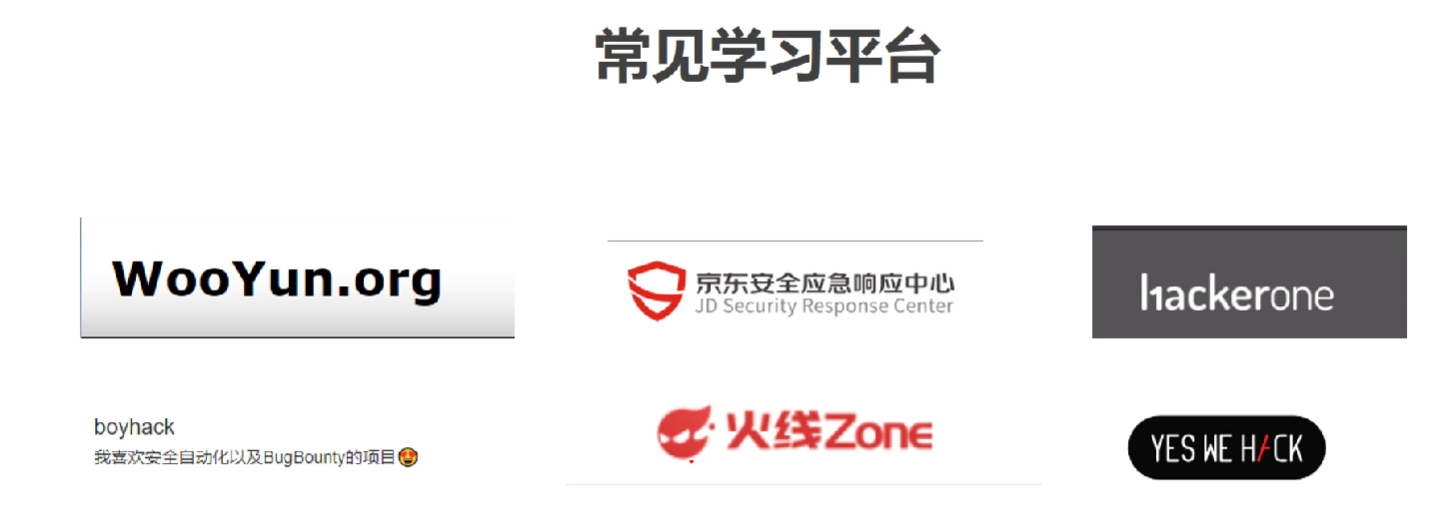 常见学习平台
WooYun.org
京东安全应急响应中心
JD Security Response Center
hackerone
boyhack
我喜欢安全自动化以及BugBounty的项目🤩
火线Zone
YES WE H/CK